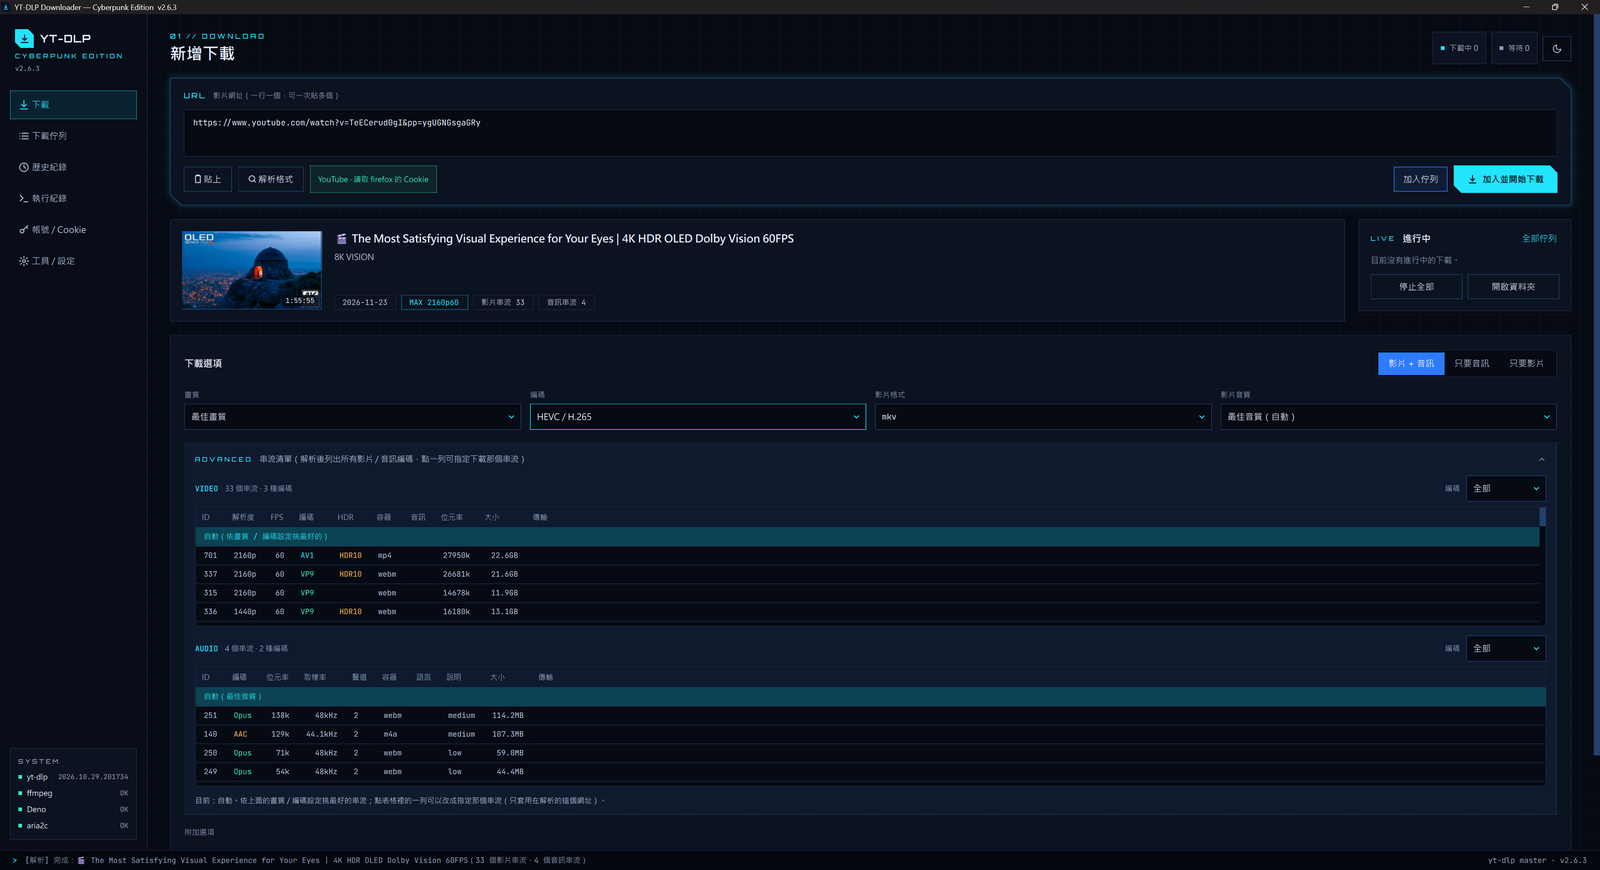 YT-DLP Downloader — Cyberpunk Edition v2.6.3
YT-DLP
CYBERPUNK EDITION
v2.6.3
下載
下載佇列
歷史紀錄
執行紀錄
帳號 / Cookie
工具 / 設定
SYSTEM
yt-dlp 2026.10.29.201734
ffmpeg OK
Deno OK
aria2c OK
01 // DOWNLOAD
新增下載
下載中 0
等待 0
URL 影片網址 ( 一行一個 · 可一次貼多個 )
https://www.youtube.com/watch?v=TeECerud0gI&pp=ygUGNGsgaGRy
貼上
解析格式
YouTube · 讀取 firefox 的 Cookie
加入佇列
加入並開始下載
OLED
1:55:55
🎬 The Most Satisfying Visual Experience for Your Eyes | 4K HDR OLED Dolby Vision 60FPS
8K VISION
2026-11-23
MAX 2160p60
影片串流 33
音訊串流 4
LIVE 進行中 全部佇列
目前沒有進行中的下載。
停止全部
開啟資料夾
下載選項
影片 + 音訊
只要音訊
只要影片
畫質 編碼 影片格式 影片音質
最佳畫質 HEVC / H.265 mkv 最佳音質 ( 自動 )
ADVANCED 串流清單 ( 解析後列出所有影片 / 音訊編碼 · 點一列可指定下載那個串流 )
VIDEO 33 個串流 · 3 種編碼 編碼 全部
ID 解析度 FPS 編碼 HDR 容器 音訊 位元率 大小 傳輸
自動 ( 依畫質 / 編碼設定挑最好的 )
701 2160p 60 AV1 HDR10 mp4 27950k 22.6GB
337 2160p 60 VP9 HDR10 webm 26681k 21.6GB
315 2160p 60 VP9 webm 14678k 11.9GB
336 1440p 60 VP9 HDR10 webm 16180k 13.1GB
AUDIO 4 個串流 · 2 種編碼 編碼 全部
ID 編碼 位元率 取樣率 聲道 容器 語言 說明 大小 傳輸
自動 ( 最佳音質 )
251 Opus 138k 48kHz 2 webm medium 114.2MB
140 AAC 129k 44.1kHz 2 m4a medium 107.3MB
250 Opus 71k 48kHz 2 webm low 59.0MB
249 Opus 54k 48kHz 2 webm low 44.4MB
目前 : 自動 · 依上面的畫質 / 編碼設定挑最好的串流 ; 點表格裡的一列可以改成指定那個串流 ( 只套用在解析的這個網址 ) 。
附加選項
> [解析] 完成 : 🎬 The Most Satisfying Visual Experience for Your Eyes | 4K HDR OLED Dolby Vision 60FPS ( 33 個影片串流 · 4 個音訊串流 )
yt-dlp master · v2.6.3